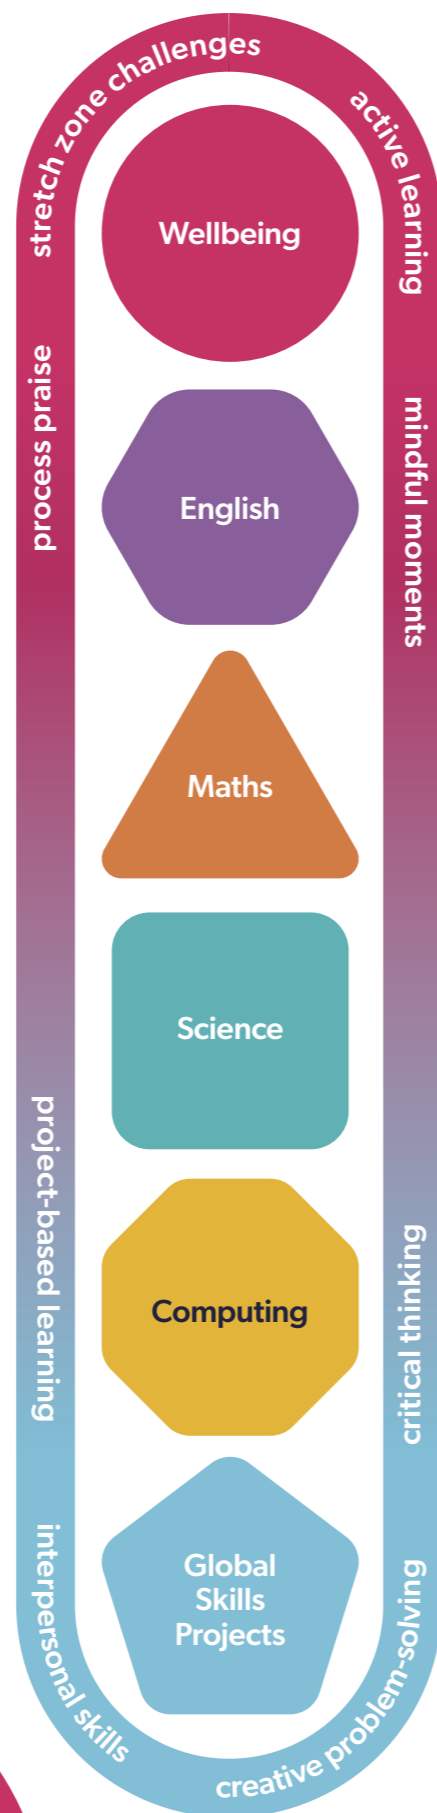 stretch zone challenges
active learning
Wellbeing
process praise
mindful moments
English
Maths
Science
project-based learning
critical thinking
Computing
Global
Skills
Projects
interpersonal skills
creative problem-solving